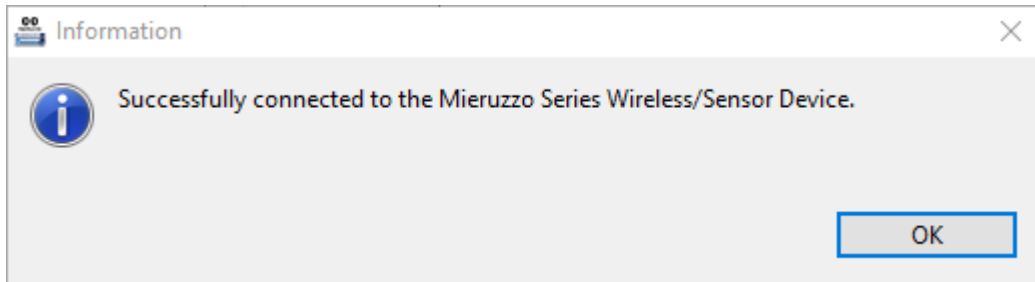 Information
Successfully connected to the Mieruzzo Series Wireless/Sensor Device.
OK